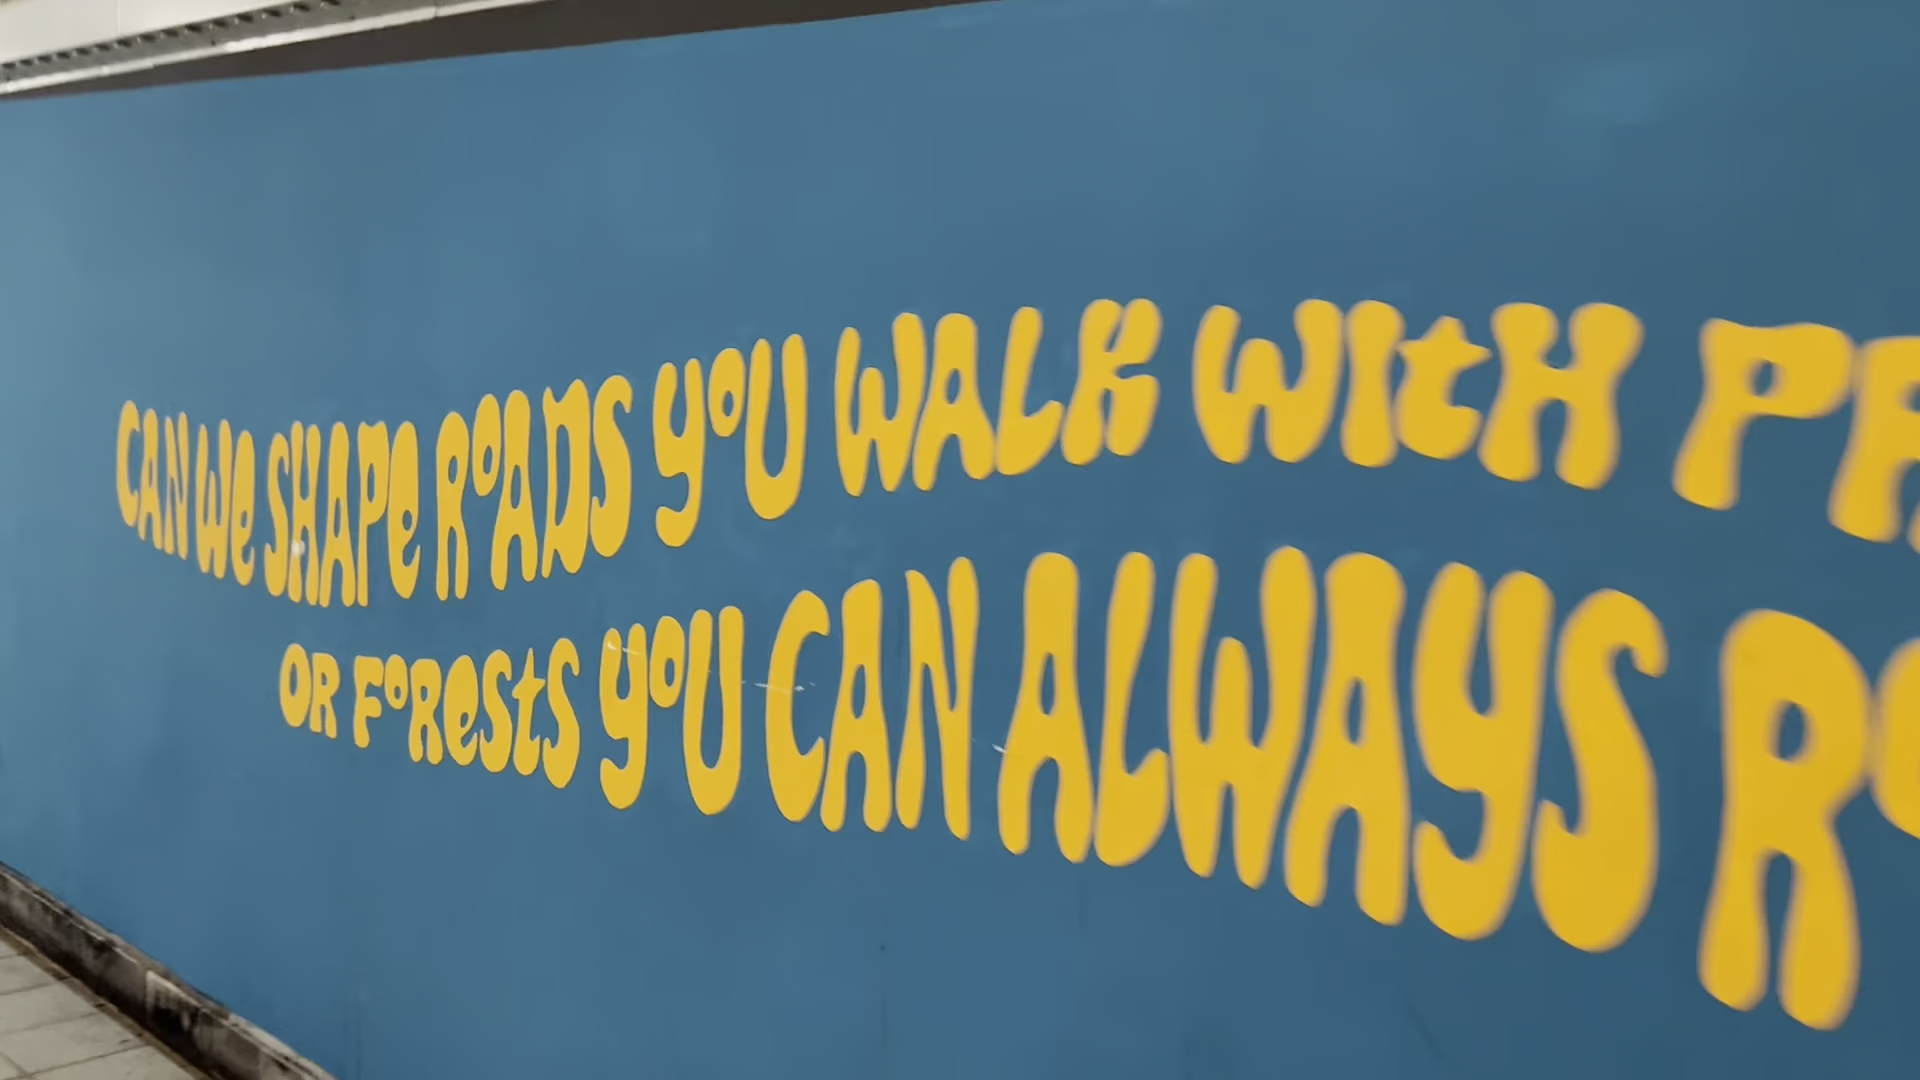 CAN We SHAPe ROADS yOU WALK WItH
OR FOReStS yOU CAN ALWAyS